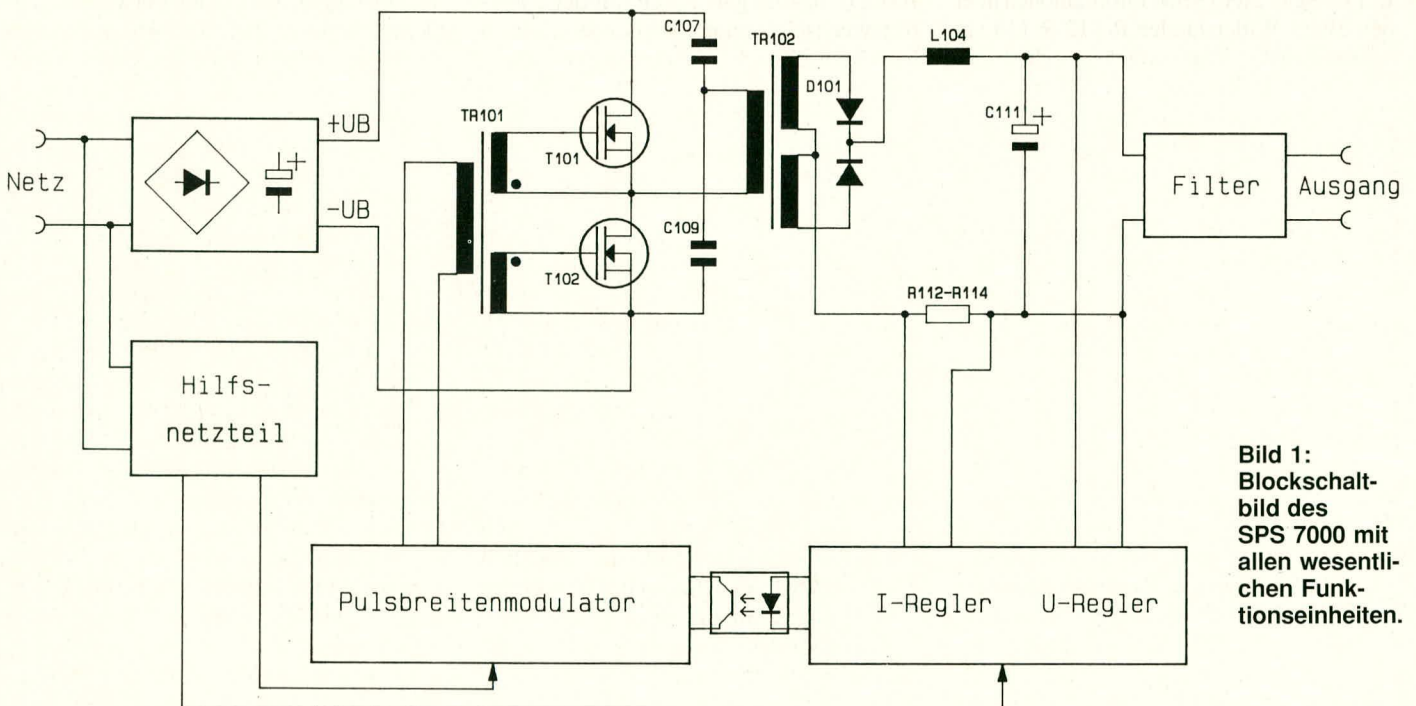 C107
TR102
L104
D101
C111
+
+UB
TR101
T101
Netz
+
-UB
Filter
Ausgang
C109
T102
R112-R114
Hilfs-
netzteil
Bild 1:
Blockschalt-
bild des
SPS 7000 mit
allen wesentli-
chen Funk-
tionseinheiten.
Pulsbreitenmodulator
I-Regler
U-Regler